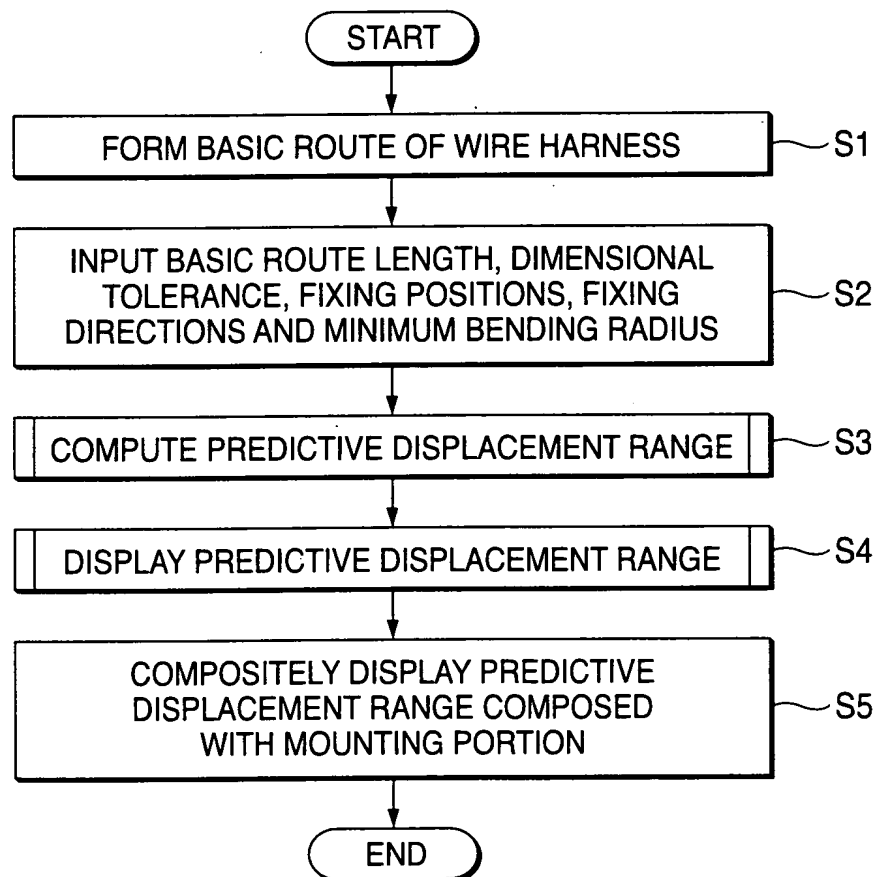 START
FORM BASIC ROUTE OF WIRE HARNESS
S1
INPUT BASIC ROUTE LENGTH, DIMENSIONAL
TOLERANCE, FIXING POSITIONS, FIXING
DIRECTIONS AND MINIMUM BENDING RADIUS
S2
COMPUTE PREDICTIVE DISPLACEMENT RANGE
S3
DISPLAY PREDICTIVE DISPLACEMENT RANGE
S4
COMPOSITELY DISPLAY PREDICTIVE
DISPLACEMENT RANGE COMPOSED
WITH MOUNTING PORTION
S5
END